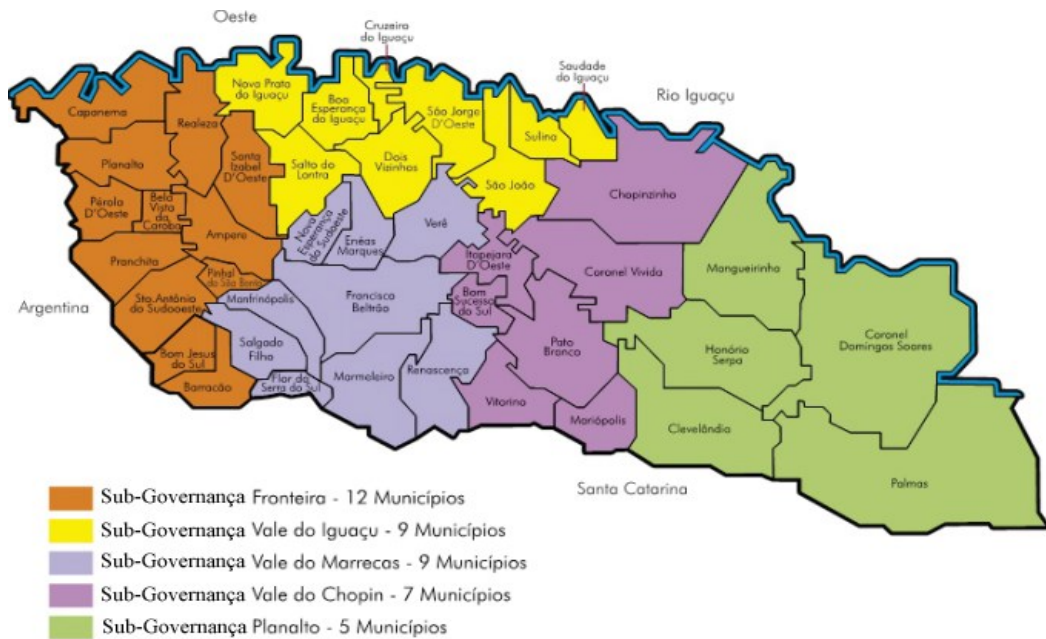 Oeste
Cruzeiro
do Iguaçu
Saudade
do Iguaçu
Rio Iguaçu
Capanema
Realeza
Nova Prata
do Iguaçu
Boa
Esperança
do Iguaçu
São Jorge
D'Oeste
Sulina
Planalto
Santa
Izabel
D'Oeste
Salto do
Lontra
Dois
Vizinhos
São João
Chopinzinho
Pérola
D'Oeste
Bela
Vista
da
Caroba
Ampere
Nova
Esperança
do Sudoeste
Enéas
Marques
Verê
Itapejara
D'Oeste
Coronel Vivida
Mangueirinha
Pranchita
Pinhal
do São Bento
Manfrinópolis
Francisco
Beltrão
Bom
Sucesso
do Sul
Argentina
Sto. Antônio
do Sudoeste
Salgado
Filho
Pato
Branco
Honório
Serpa
Coronel
Domingos Soares
Bom Jesus
do Sul
Barracão
Flor da
Serra do Sul
Marmeleiro
Renascença
Vitorino
Mariópolis
Clevelândia
Palmas
Santa Catarina
Sub-Governança Fronteira - 12 Municípios
Sub-Governança Vale do Iguaçu - 9 Municípios
Sub-Governança Vale do Marrecas - 9 Municípios
Sub-Governança Vale do Chopin - 7 Municípios
Sub-Governança Planalto - 5 Municípios